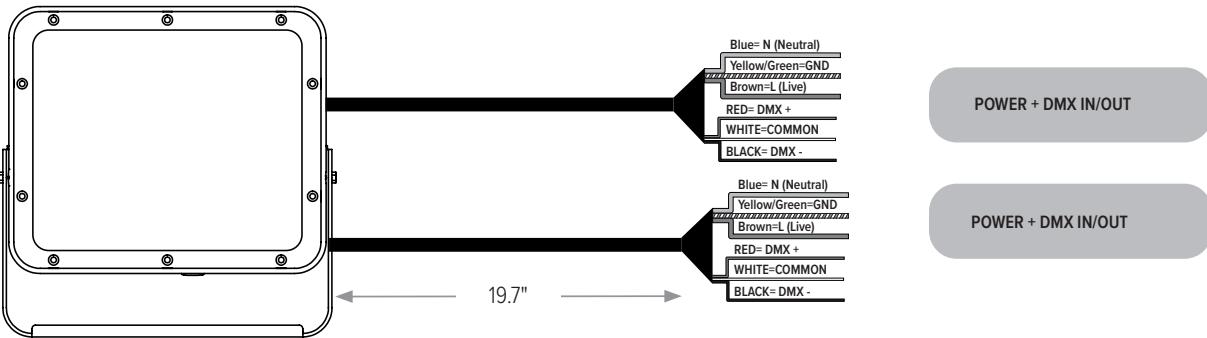 Blue= N (Neutral)
Yellow/Green=GND
Brown=L (Live)
RED= DMX +
WHITE=COMMON
BLACK= DMX -
POWER + DMX IN/OUT
Blue= N (Neutral)
Yellow/Green=GND
Brown=L (Live)
RED= DMX +
WHITE=COMMON
BLACK= DMX -
POWER + DMX IN/OUT
19.7"